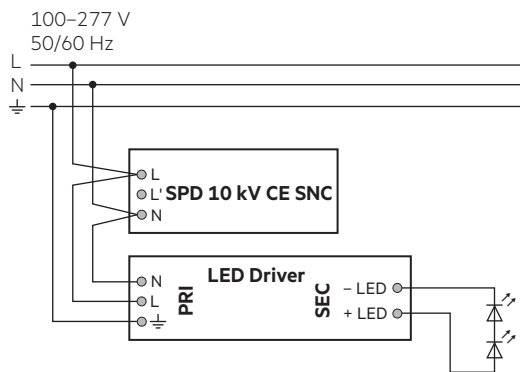 100–277 V
50/60 Hz
L
N
L
L'
SPD 10 kV CE SNC
N
LED Driver
N
L
PRI
SEC
– LED
+ LED